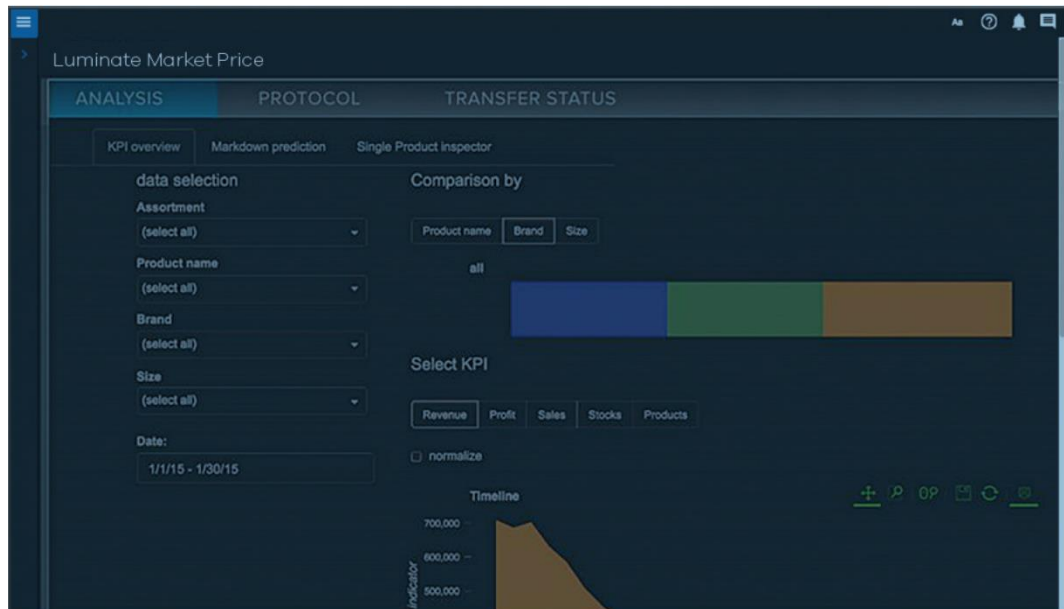 Aa
Luminate Market Price
ANALYSIS PROTOCOL TRANSFER STATUS
KPI overview Markdown prediction Single Product inspector
data selection
Assortment
(select all)
Product name
(select all)
Brand
(select all)
Size
(select all)
Date:
1/1/15 - 1/30/15
Comparison by
Product name Brand Size
all
Select KPI
Revenue Profit Sales Stocks Products
normalize
Timeline
700,000
600,000
500,000
indicator